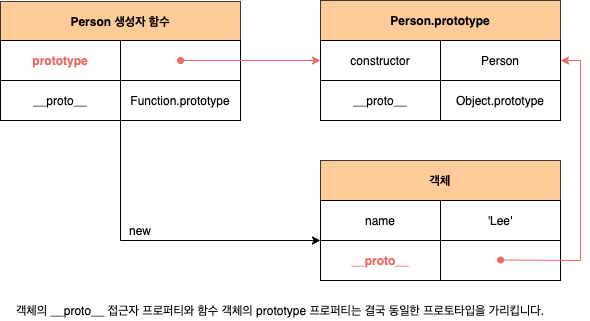 Person 생성자 함수
prototype
__proto__ Function.prototype
Person.prototype
constructor Person
__proto__ Object.prototype
new
객체
name 'Lee'
__proto__
객체의 __proto__ 접근자 프로퍼티와 함수 객체의 prototype 프로퍼티는 결국 동일한 프로토타입을 가리킵니다.